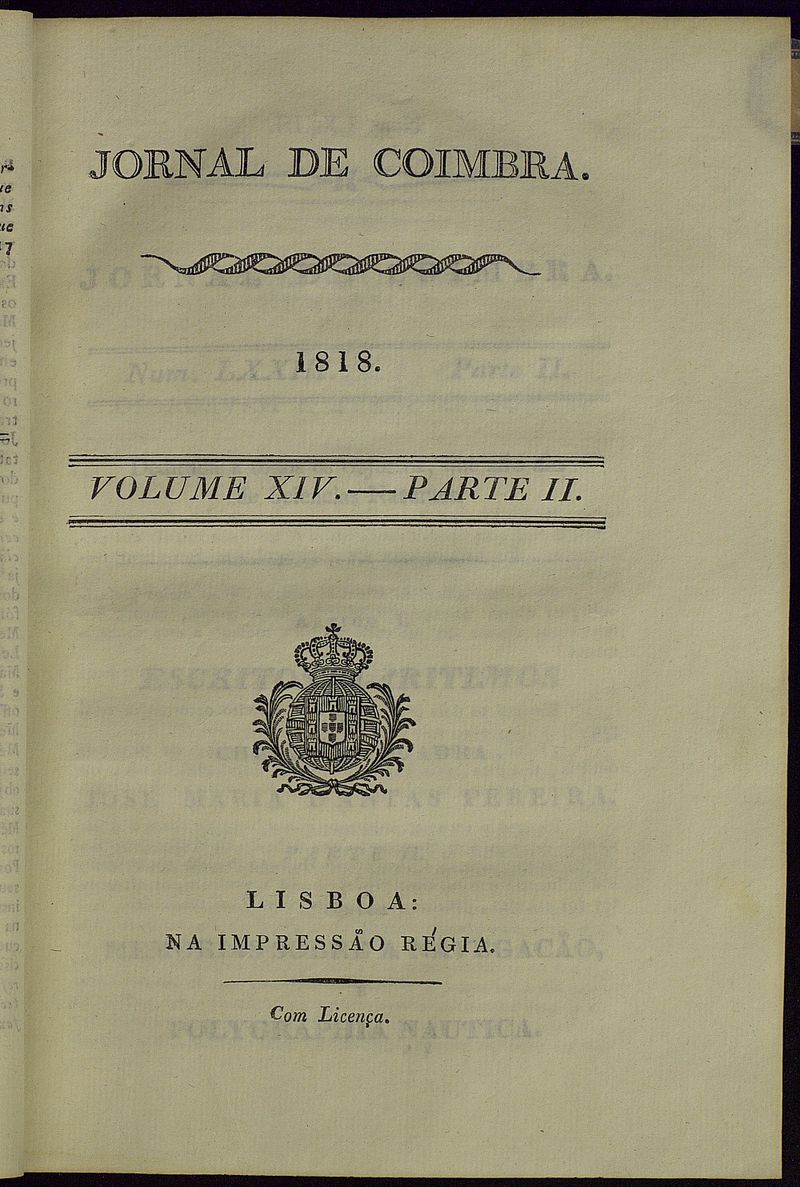 JORNAL DE COIMBRA.
1818.
VOLUME XIV.—PARTE II.
LISBOA:
NA IMPRESSÃO RÉGIA.
Com Licença.